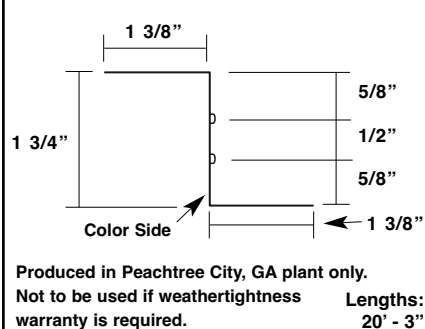 1 3/8”
5/8”
1/2”
1 3/4”
5/8”
Color Side
1 3/8”
Produced in Peachtree City, GA plant only.
Not to be used if weathertightness
warranty is required.
Lengths:
20’ - 3”